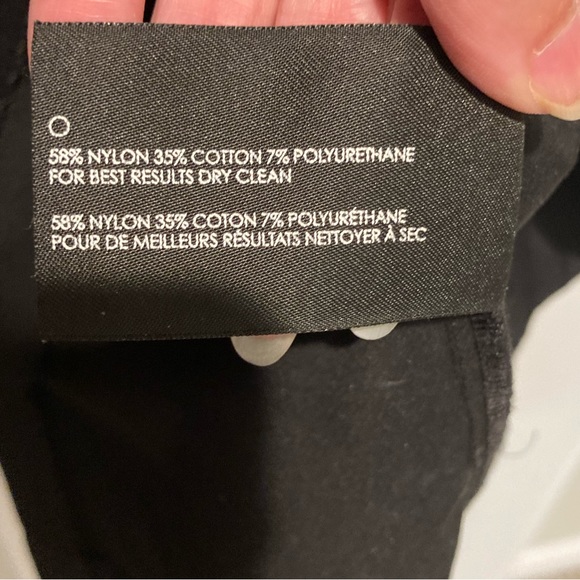 58% NYLON 35% COTTON 7% POLYURETHANE
FOR BEST RESULTS DRY CLEAN
58% NYLON 35% COTON 7% POLYURÉTHANE
POUR DE MEILLEURS RÉSULTATS NETTOYER À SEC